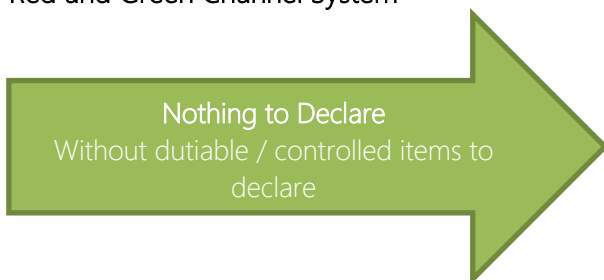 Red and Green Channel System
Nothing to Declare
Without dutiable / controlled items to
declare